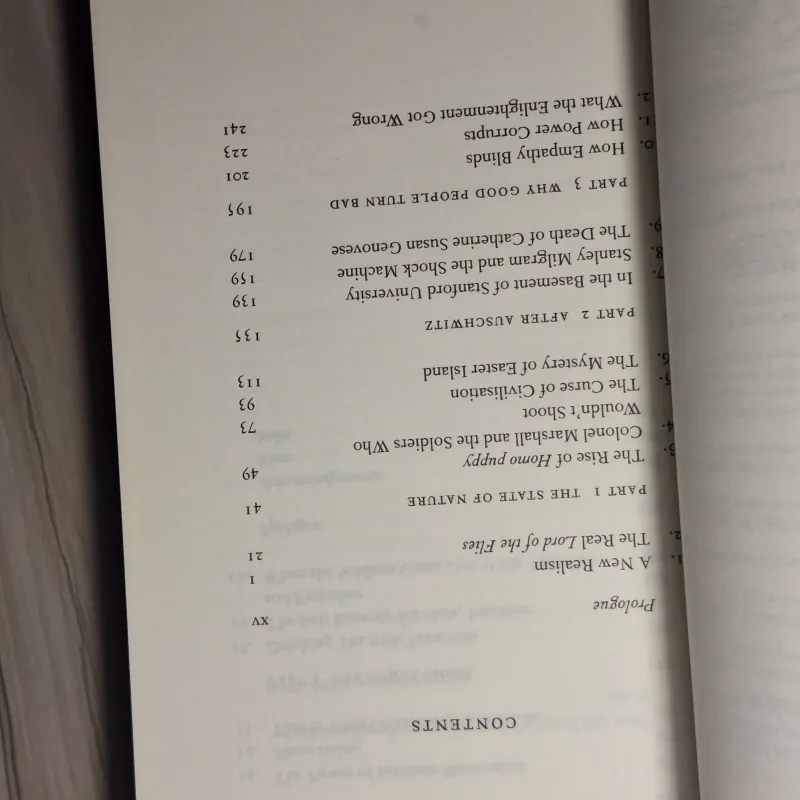 CONTENTS
Prologue xv
1. A New Realism 1
2. The Real Lord of the Flies 21
PART 1 THE STATE OF NATURE 41
3. The Rise of Homo puppy 49
4. Colonel Marshall and the Soldiers Who
Wouldn't Shoot 73
5. The Curse of Civilisation 93
6. The Mystery of Easter Island 113
PART 2 AFTER AUSCHWITZ 135
7. In the Basement of Stanford University 139
8. Stanley Milgram and the Shock Machine 159
9. The Death of Catherine Susan Genovese 179
PART 3 WHY GOOD PEOPLE TURN BAD 195
0. How Empathy Blinds 201
1. How Power Corrupts 223
2. What the Enlightenment Got Wrong 241